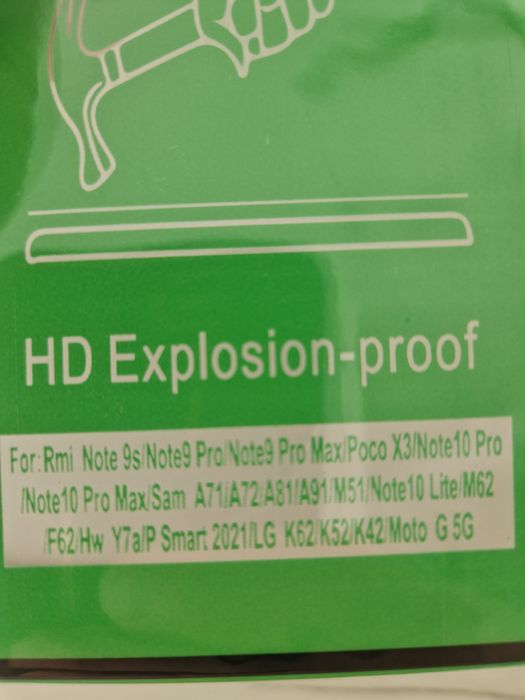 HD Explosion-proof
For:Rmi Note 9s/Note9 Pro/Note9 Pro Max/Poco X3/Note10 Pro
/Note10 Pro Max/Sam A71/A72/A81/A91/M51/Note10 Lite/M62
/F62/Hw Y7a/P Smart 2021/LG K62/K52/K42/Moto G 5G